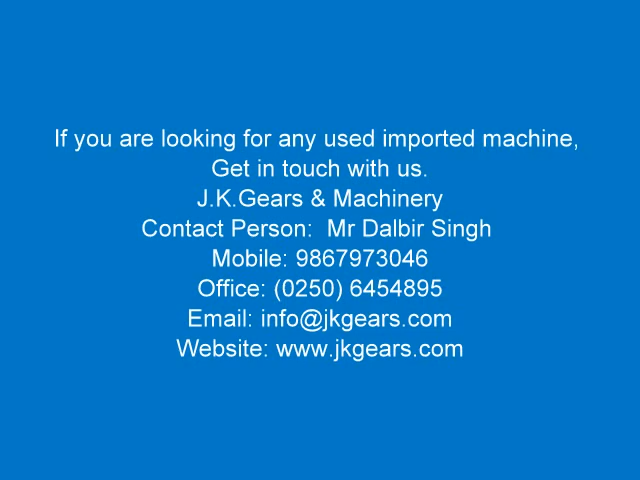 If you are looking for any used imported machine,
Get in touch with us.
J.K.Gears & Machinery
Contact Person:  Mr Dalbir Singh
Mobile: 9867973046
Office: (0250) 6454895
Email: info@jkgears.com
Website: www.jkgears.com